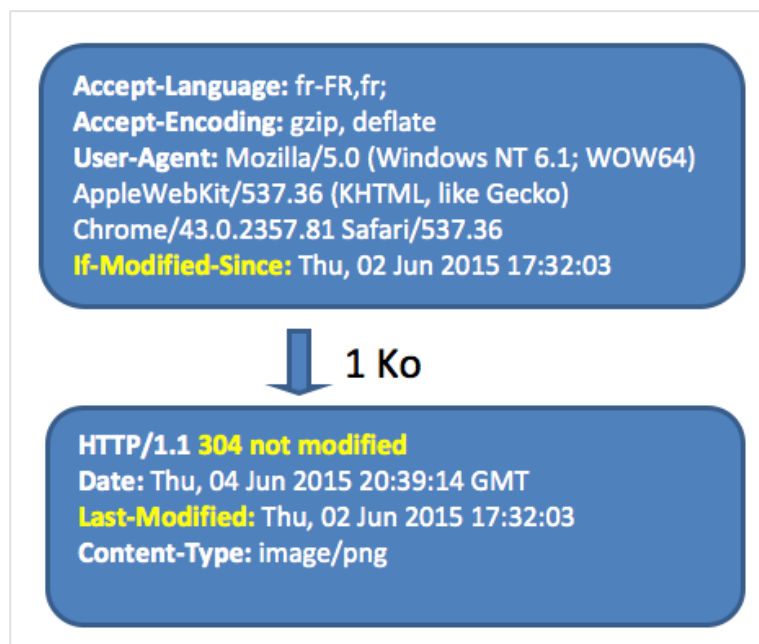 Accept-Language: fr-FR,fr;
Accept-Encoding: gzip, deflate
User-Agent: Mozilla/5.0 (Windows NT 6.1; WOW64)
AppleWebKit/537.36 (KHTML, like Gecko)
Chrome/43.0.2357.81 Safari/537.36
If-Modified-Since: Thu, 02 Jun 2015 17:32:03
1 Ko
HTTP/1.1 304 not modified
Date: Thu, 04 Jun 2015 20:39:14 GMT
Last-Modified: Thu, 02 Jun 2015 17:32:03
Content-Type: image/png